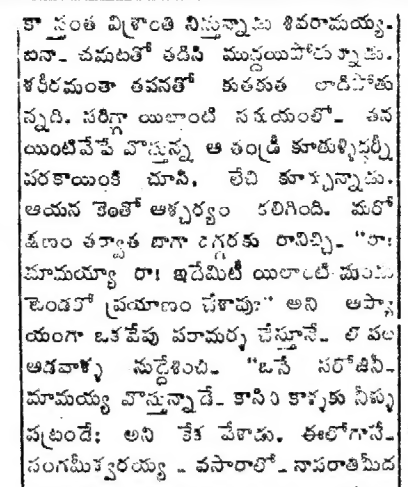 కా స్తంత విశ్రాంతి నిస్తున్నాడు శివరామయ్య.
ఐనా- చమటతో తడిసి ముద్దయిపోతున్నాడు.
శరీరమంతా తపనతో కుతకుత లాడిపోతు
న్నది. సరిగ్గా యిలాంటి సమయంలో- తన
యింటివేపే వొస్తున్న ఆ తండ్రీ కూతుళ్ళిద్దర్నీ
పరకాయించి చూసి, లేచి కూర్చున్నాడు.
ఆయన కెంతో ఆశ్చర్యం కలిగింది. మరో
క్షణం తర్వాత బాగా దగ్గరకు రానిచ్చి- "రా!
మామయ్యా రా! ఇదేమిటీ యిలాంటి మండు
టెండలో ప్రయాణం చేశావు?" అని ఆప్యా
యంగా ఒకవేపు పరామర్శ చేస్తూనే- లోపల
ఆడవాళ్ళ నుద్దేశించి- "ఒసే సరోజినీ-
మామయ్య వొస్తున్నాడే- కాసిని కాళ్ళకు నీళ్ళు
పట్రండే; అని కేక వేశాడు. ఈలోగానే-
సంగమేశ్వరయ్య - వసారాలో- నాపరాతిమీద